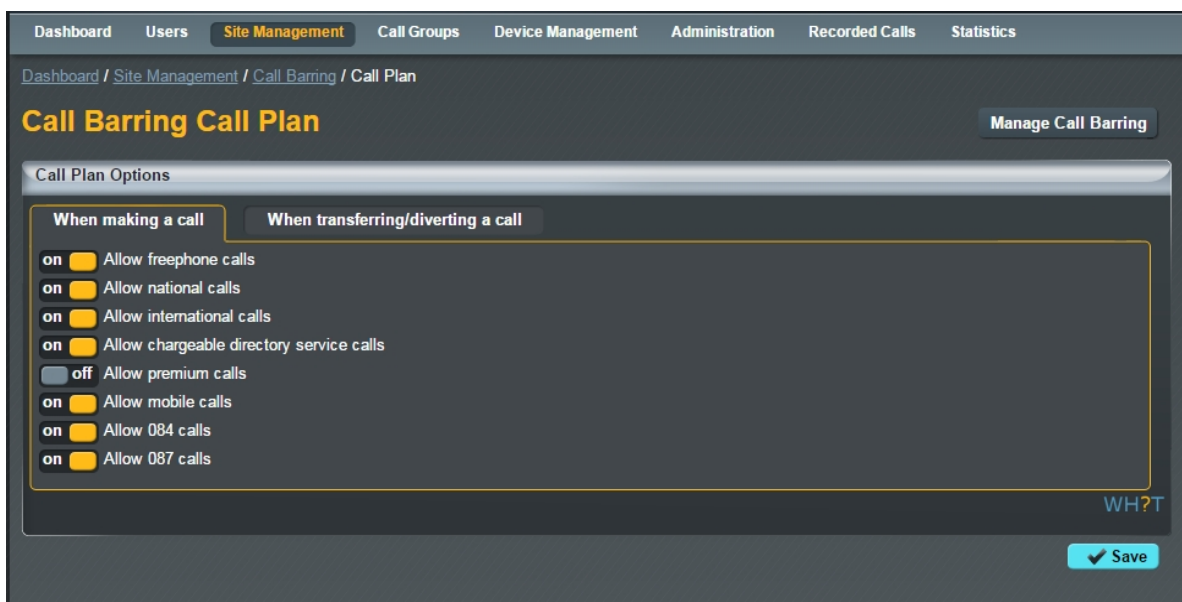 Dashboard Users Site Management Call Groups Device Management Administration Recorded Calls Statistics
Dashboard / Site Management / Call Barring / Call Plan
Call Barring Call Plan
Manage Call Barring
Call Plan Options
When making a call When transferring/diverting a call
on Allow freephone calls
on Allow national calls
on Allow international calls
on Allow chargeable directory service calls
off Allow premium calls
on Allow mobile calls
on Allow 084 calls
on Allow 087 calls
WH?T
Save